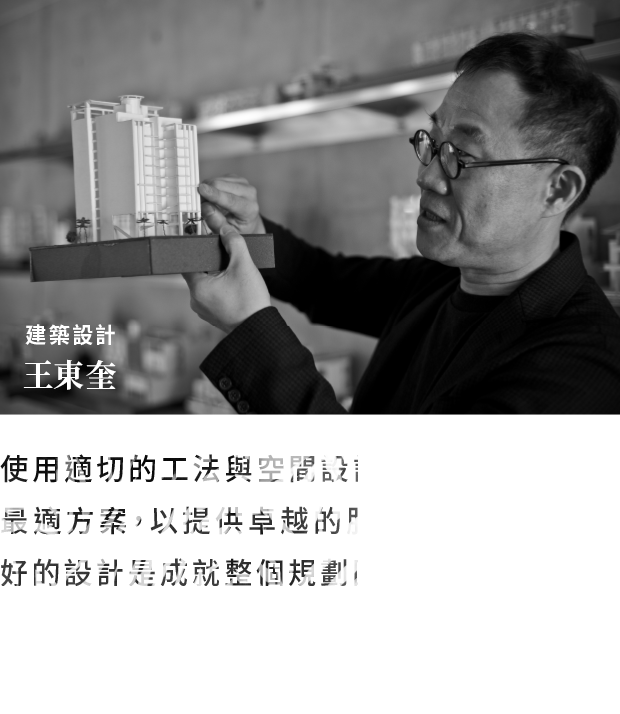 建築設計
王東奎
使用適切的工法與空間設
最適方案，以提供卓越的
好的設計是成就整個規劃